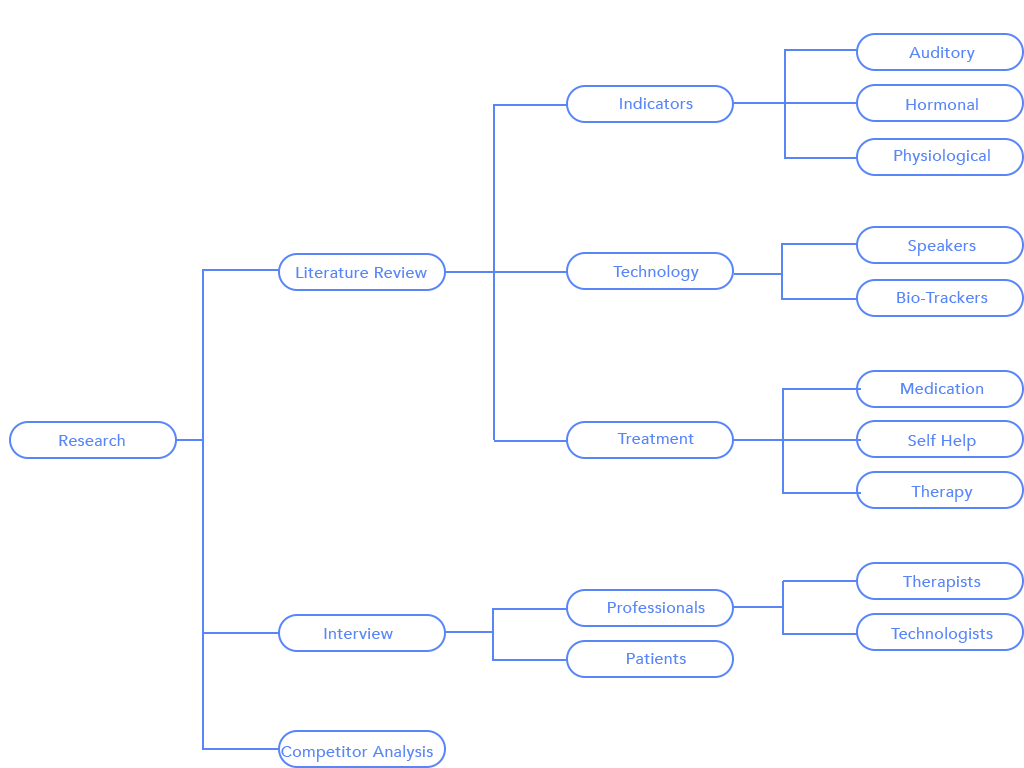 Auditory
Indicators
Hormonal
Physiological
Speakers
Literature Review
Technology
Bio-Trackers
Medication
Research
Treatment
Self Help
Therapy
Therapists
Professionals
Interview
Technologists
Patients
Competitor Analysis